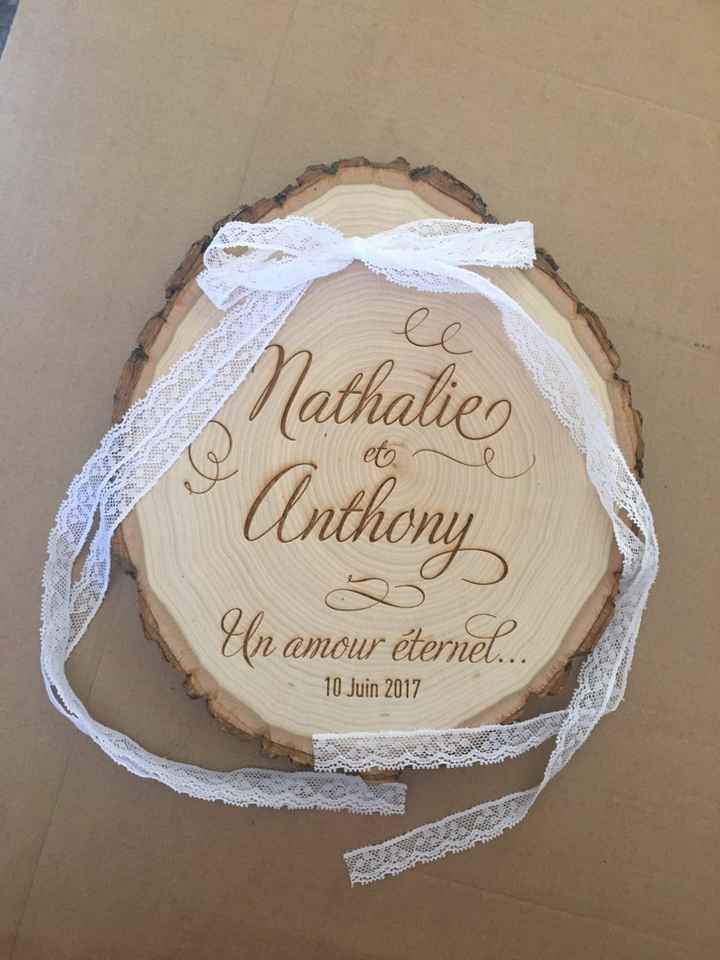 Nathalie
et
Anthony
Un amour éternel...
10 Juin 2017